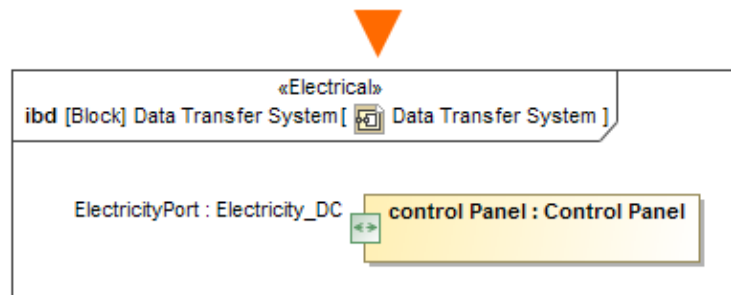 «Electrical»
ibd [Block] Data Transfer System[ Data Transfer System ]
ElectricityPort : Electricity_DC
control Panel : Control Panel